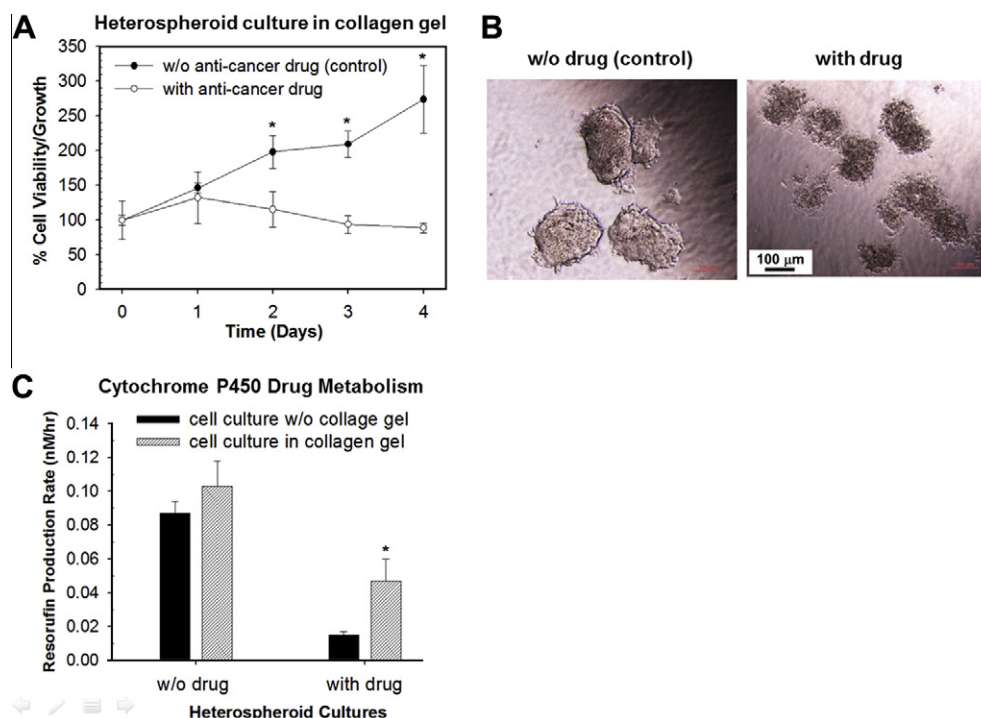 A
Heterospheroid culture in collagen gel
350
300
250
200
150
100
50
0
% Cell Viability/Growth
w/o anti-cancer drug (control)
with anti-cancer drug
*
*
*
0 1 2 3 4
Time (Days)
B
w/o drug (control)
with drug
100 μm
C
Cytochrome P450 Drug Metabolism
0.14
0.12
0.10
0.08
0.06
0.04
0.02
0.00
Resorufin Production Rate (nM/hr)
cell culture w/o collage gel
cell culture in collagen gel
*
w/o drug with drug
Heterospheroid Cultures